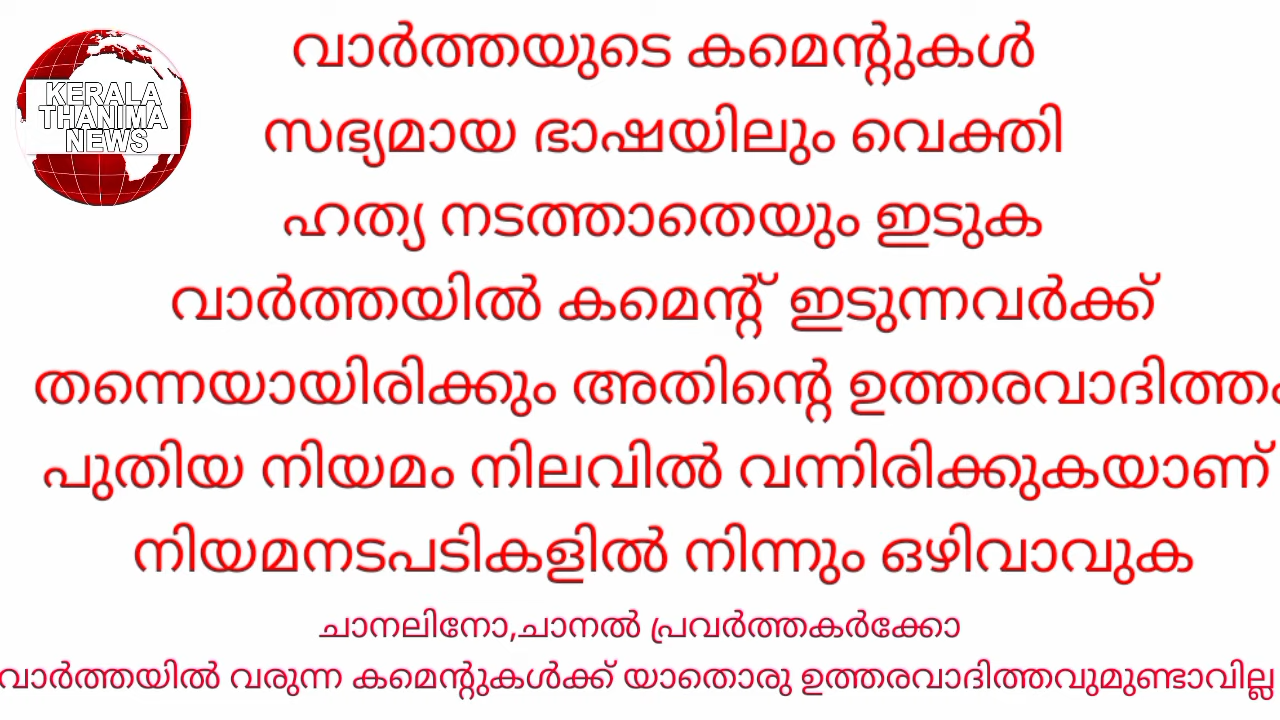 KERALA
THANIMA
NEWS
വാർത്തയുടെ കമെന്റുകൾ
സഭ്യമായ ഭാഷയിലും വെക്തി
ഹത്യ നടത്താതെയും ഇടുക
വാർത്തയിൽ കമെന്റ് ഇടുന്നവർക്ക്
തന്നെയായിരിക്കും അതിന്റെ ഉത്തരവാദിത്തം
പുതിയ നിയമം നിലവിൽ വന്നിരിക്കുകയാണ്
നിയമനടപടികളിൽ നിന്നും ഒഴിവാവുക
ചാനലിനോ,ചാനൽ പ്രവർത്തകർക്കോ
വാർത്തയിൽ വരുന്ന കമെന്റുകൾക്ക് യാതൊരു ഉത്തരവാദിത്തവുമുണ്ടാവില്ല